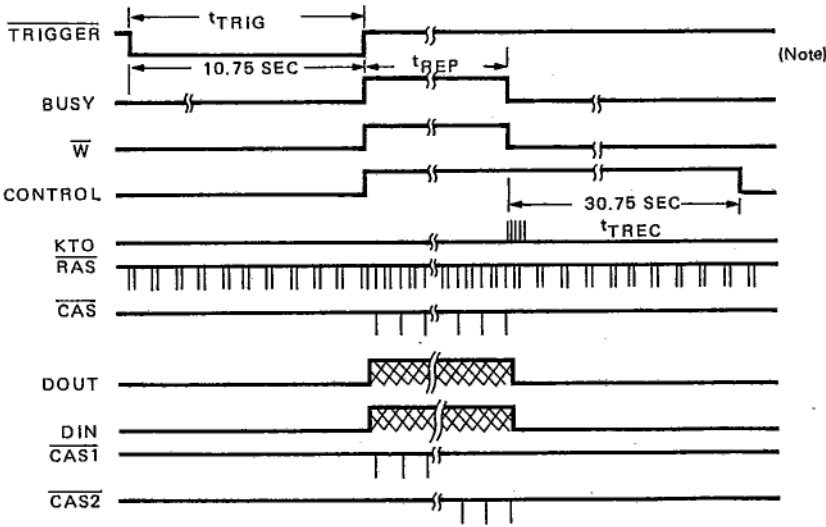 tTRIG
TRIGGER
(Note)
10.75 SEC
tREP
BUSY
W
CONTROL
30.75 SEC
tTREC
KTO
RAS
CAS
DOUT
DIN
CAS1
CAS2